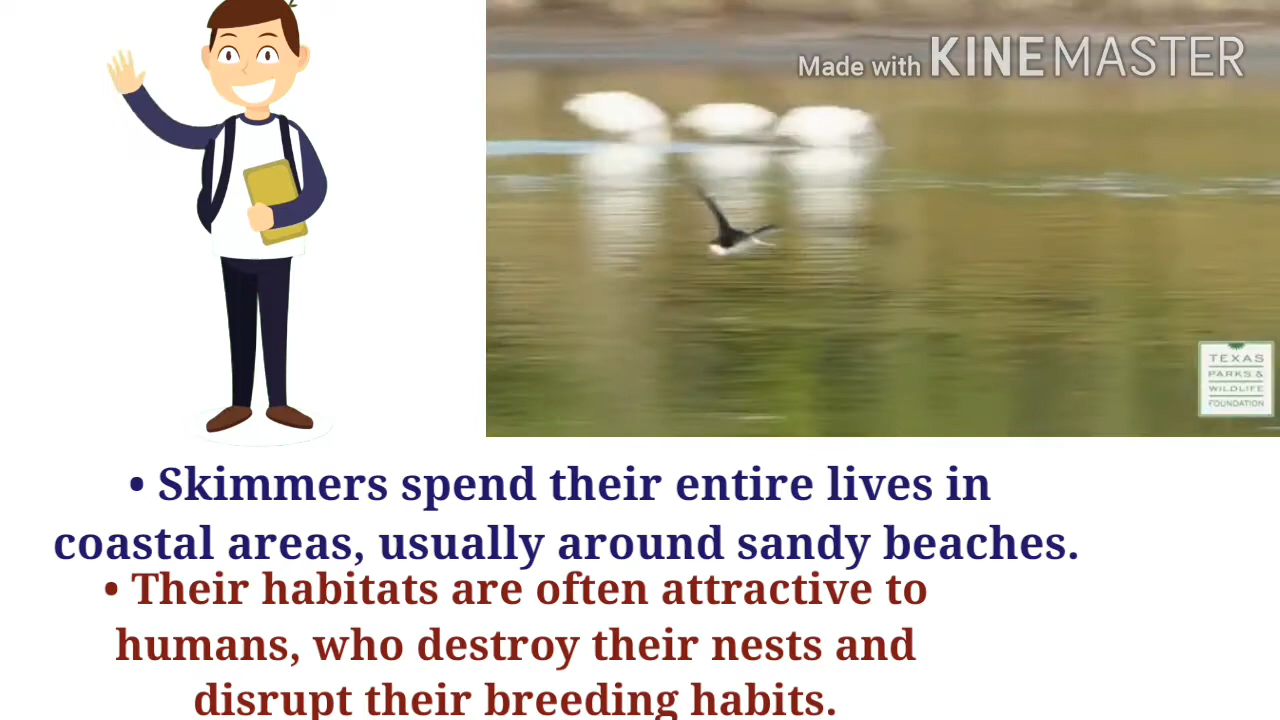 Made with KINEMASTER
TEXAS
PARKS &
WILDLIFE
FOUNDATION
• Skimmers spend their entire lives in
coastal areas, usually around sandy beaches.
• Their habitats are often attractive to
humans, who destroy their nests and
disrupt their breeding habits.